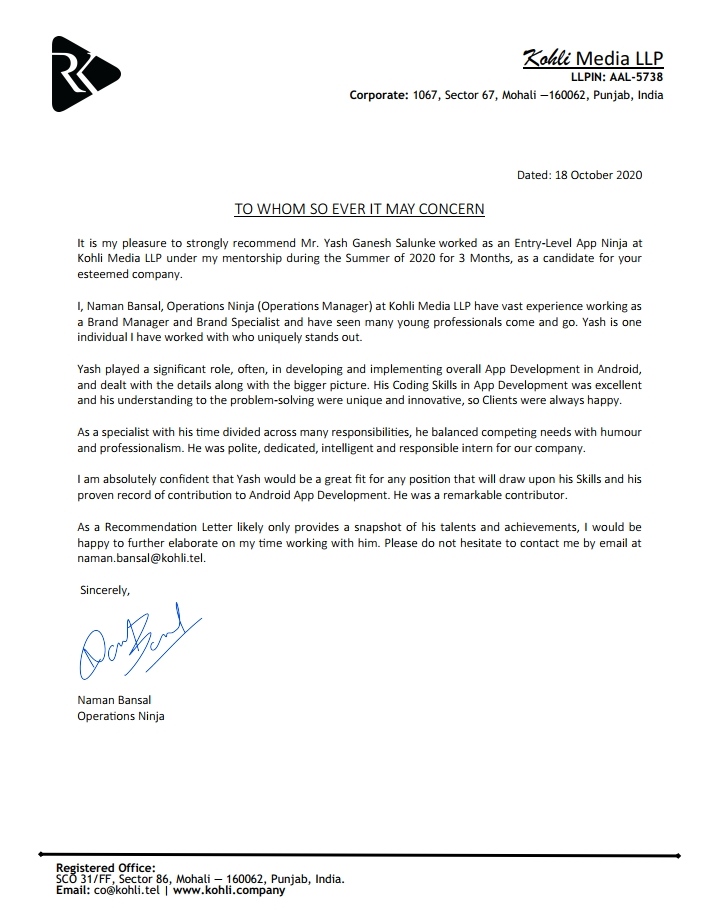 RK
Kohli Media LLP
LLPIN: AAL-5738
Corporate: 1067, Sector 67, Mohali –160062, Punjab, India
Dated: 18 October 2020
TO WHOM SO EVER IT MAY CONCERN
It is my pleasure to strongly recommend Mr. Yash Ganesh Salunke worked as an Entry-Level App Ninja at
Kohli Media LLP under my mentorship during the Summer of 2020 for 3 Months, as a candidate for your
esteemed company.
I, Naman Bansal, Operations Ninja (Operations Manager) at Kohli Media LLP have vast experience working as
a Brand Manager and Brand Specialist and have seen many young professionals come and go. Yash is one
individual I have worked with who uniquely stands out.
Yash played a significant role, often, in developing and implementing overall App Development in Android,
and dealt with the details along with the bigger picture. His Coding Skills in App Development was excellent
and his understanding to the problem-solving were unique and innovative, so Clients were always happy.
As a specialist with his time divided across many responsibilities, he balanced competing needs with humour
and professionalism. He was polite, dedicated, intelligent and responsible intern for our company.
I am absolutely confident that Yash would be a great fit for any position that will draw upon his Skills and his
proven record of contribution to Android App Development. He was a remarkable contributor.
As a Recommendation Letter likely only provides a snapshot of his talents and achievements, I would be
happy to further elaborate on my time working with him. Please do not hesitate to contact me by email at
naman.bansal@kohli.tel.
Sincerely,
Naman Bansal
Operations Ninja
Registered Office:
SCO 31/FF, Sector 86, Mohali – 160062, Punjab, India.
Email: co@kohli.tel | www.kohli.company